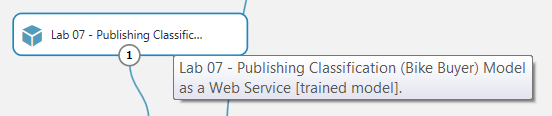 Lab 07 - Publishing Classific...
1
Lab 07 - Publishing Classification (Bike Buyer) Model
as a Web Service [trained model].